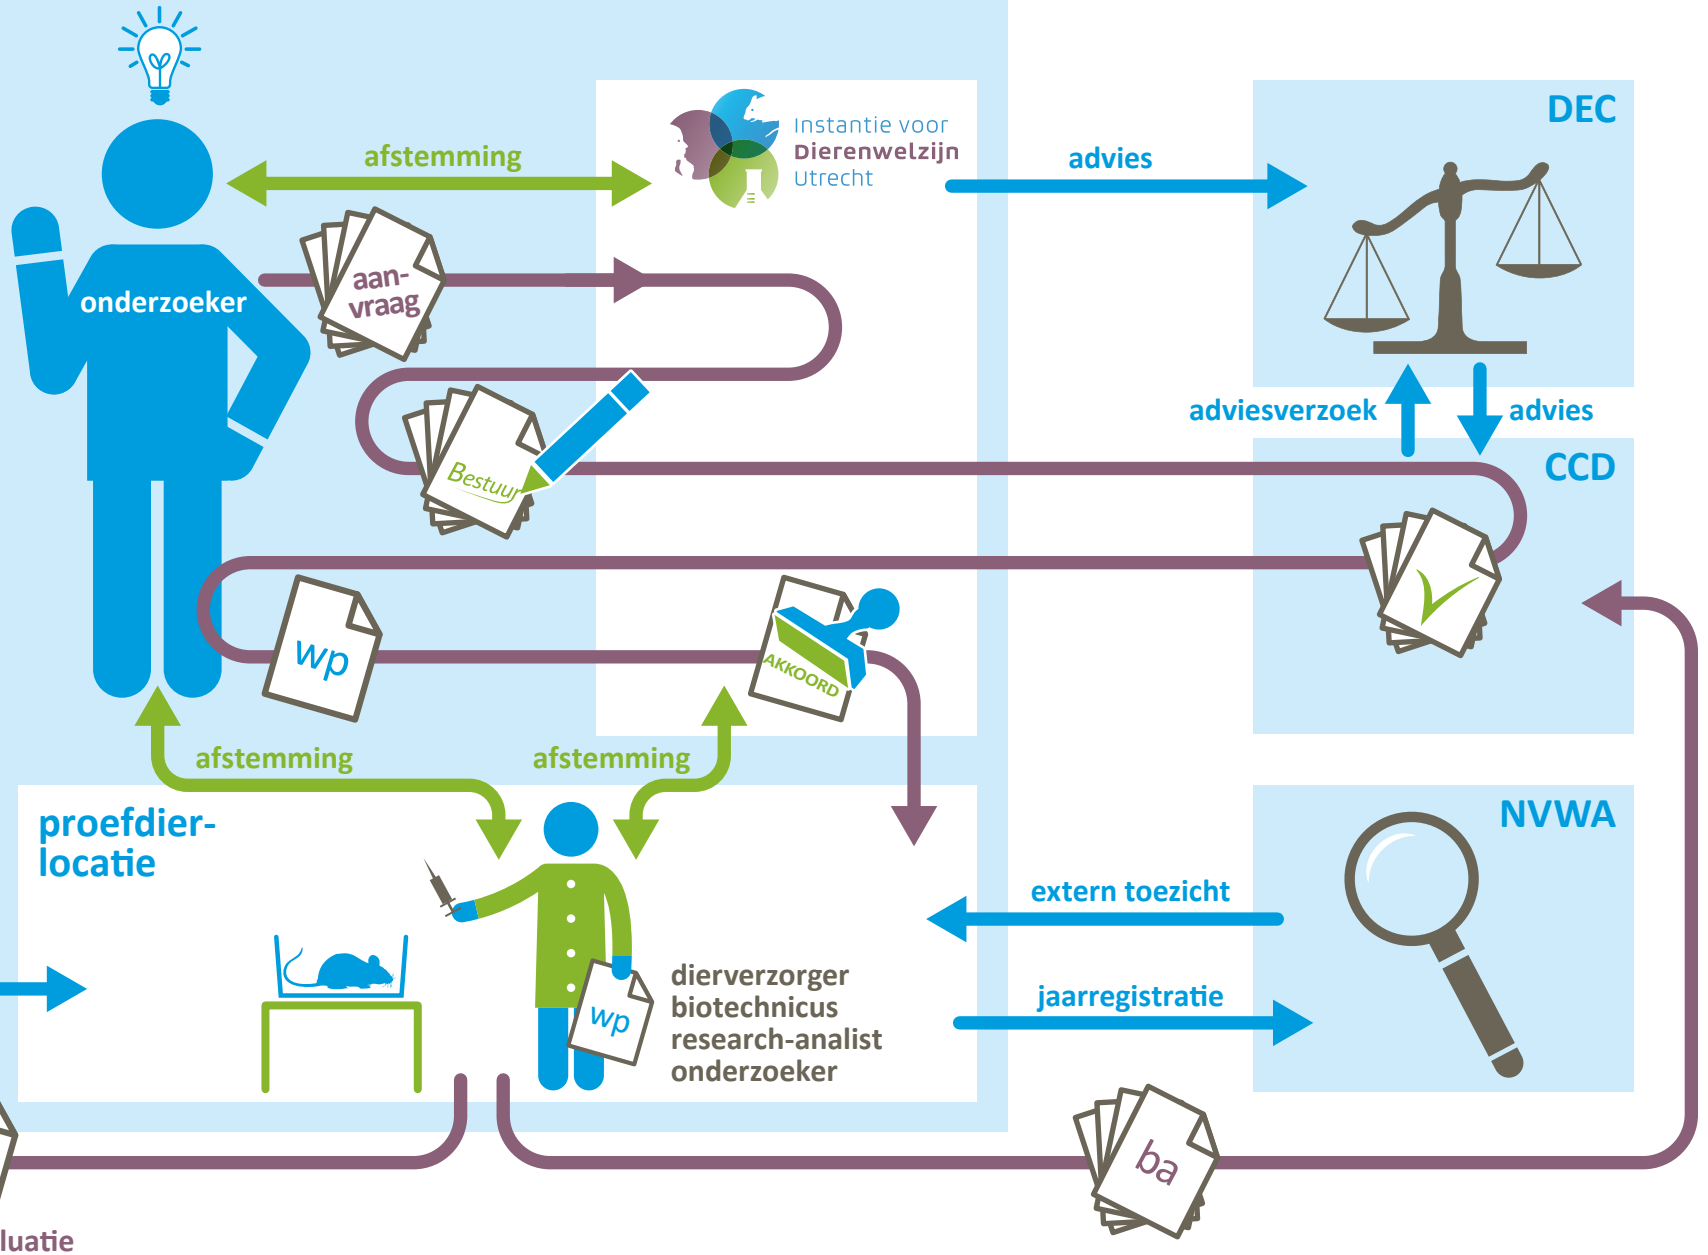 DEC
Instantie voor
Dierenwelzijn
Utrecht
afstemming
advies
aan-
vraag
onderzoeker
adviesverzoek
advies
Bestuur
CCD
wp
AKKOORD
afstemming
afstemming
proefdier-
locatie
NVWA
extern toezicht
dierverzorger
biotechnicus
research-analist
onderzoeker
wp
jaarregistratie
ba
luatie